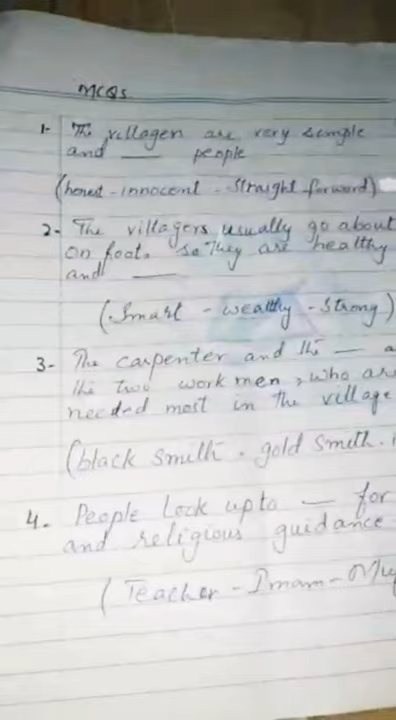 MCQs
1- The villagers are very simple
and ___ people
(honest - innocent - straight forward)
2- The villagers usually go about
on foot. so They are healthy
and ___
(Smart - wealthy - Strong)
3- The carpenter and the — a
the two work men, who are
needed most in the village
(black smith . gold smith .
4. People look up to — for
and religious guidance
(Teacher - Imam -